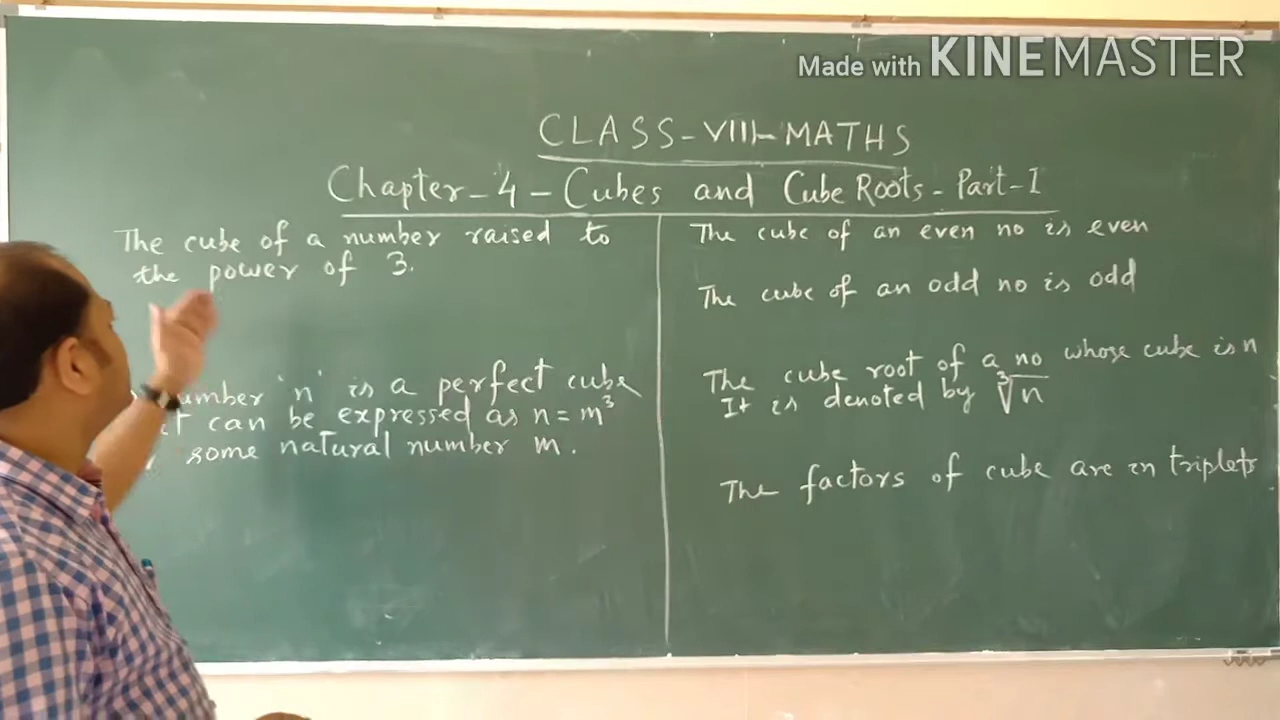 Made with KINEMASTER
CLASS-VIII-MATHS
Chapter-4-Cubes and Cube Roots-Part-I
The cube of a number raised to
the power of 3.
umber 'n' is a perfect cube
it can be expressed as n = m³
some natural number m.
The cube of an even no is even
The cube of an odd no is odd
The cube root of a no whose cube is n
It is denoted by ∛n
The factors of cube are in triplets